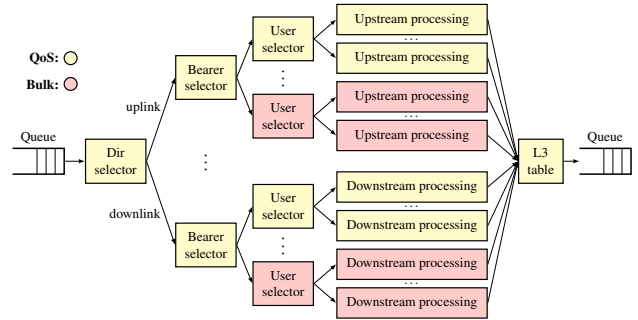 QoS:
Bulk:
Queue
Dir
selector
uplink
downlink
Bearer
selector
...
Bearer
selector
User
selector
...
User
selector
User
selector
...
User
selector
Upstream processing
...
Upstream processing
Upstream processing
...
Upstream processing
Downstream processing
...
Downstream processing
Downstream processing
...
Downstream processing
L3
table
Queue